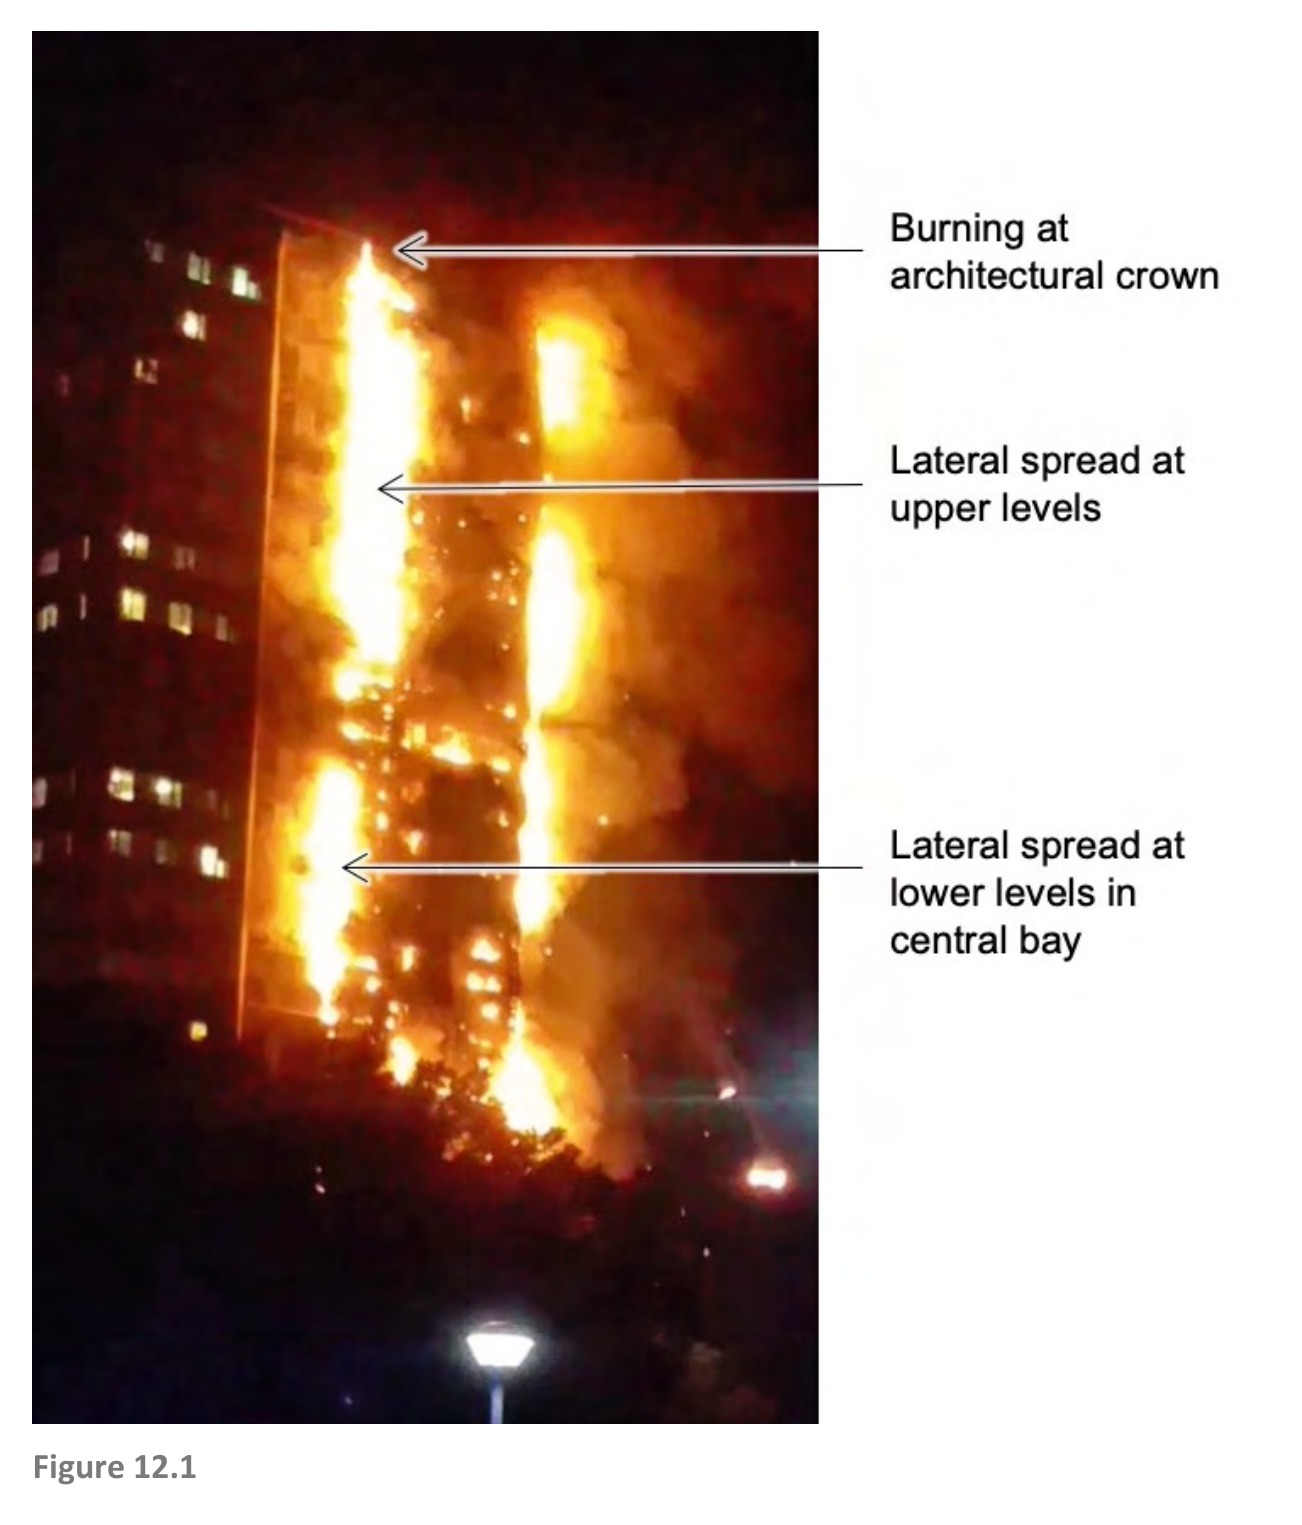 Burning at
architectural crown
Lateral spread at
upper levels
Lateral spread at
lower levels in
central bay
Figure 12.1